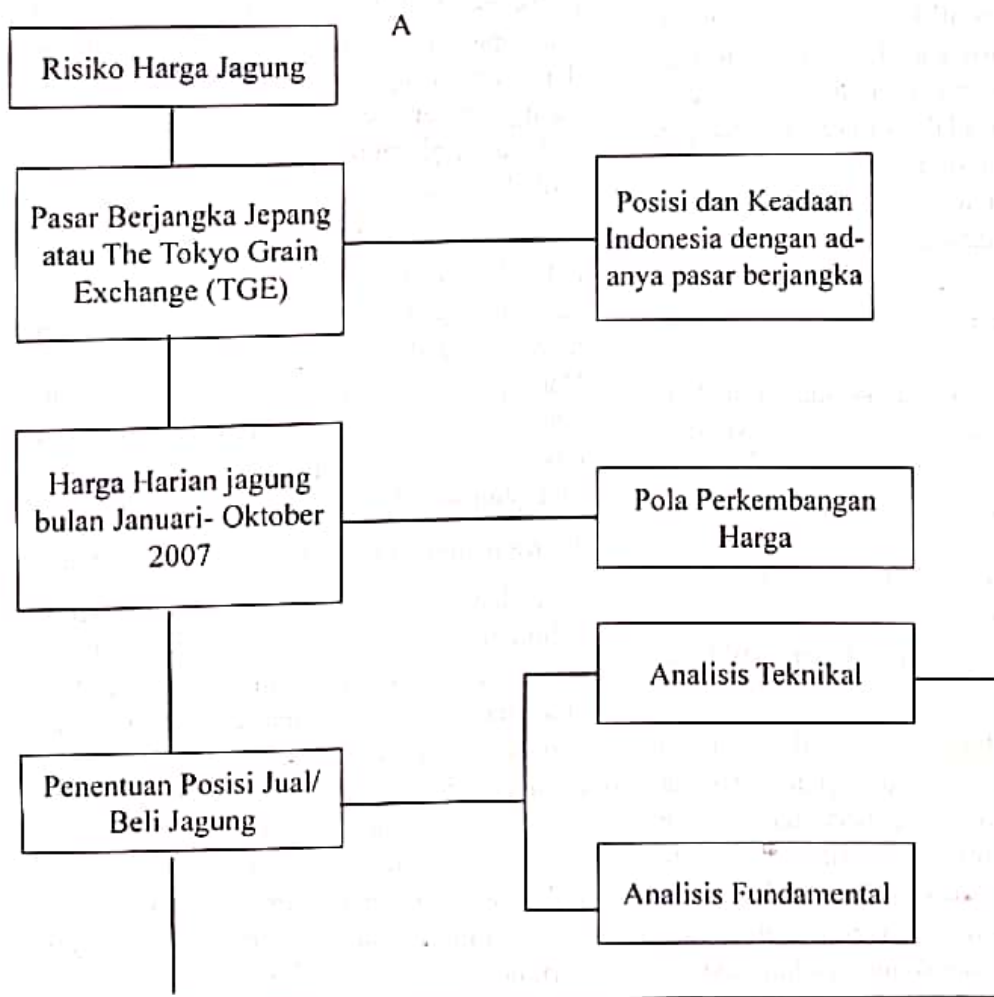 A
Risiko Harga Jagung
Pasar Berjangka Jepang
atau The Tokyo Grain
Exchange (TGE)
Posisi dan Keadaan
Indonesia dengan ad-
anya pasar berjangka
Harga Harian jagung
bulan Januari- Oktober
2007
Pola Perkembangan
Harga
Analisis Teknikal
Penentuan Posisi Jual/
Beli Jagung
Analisis Fundamental